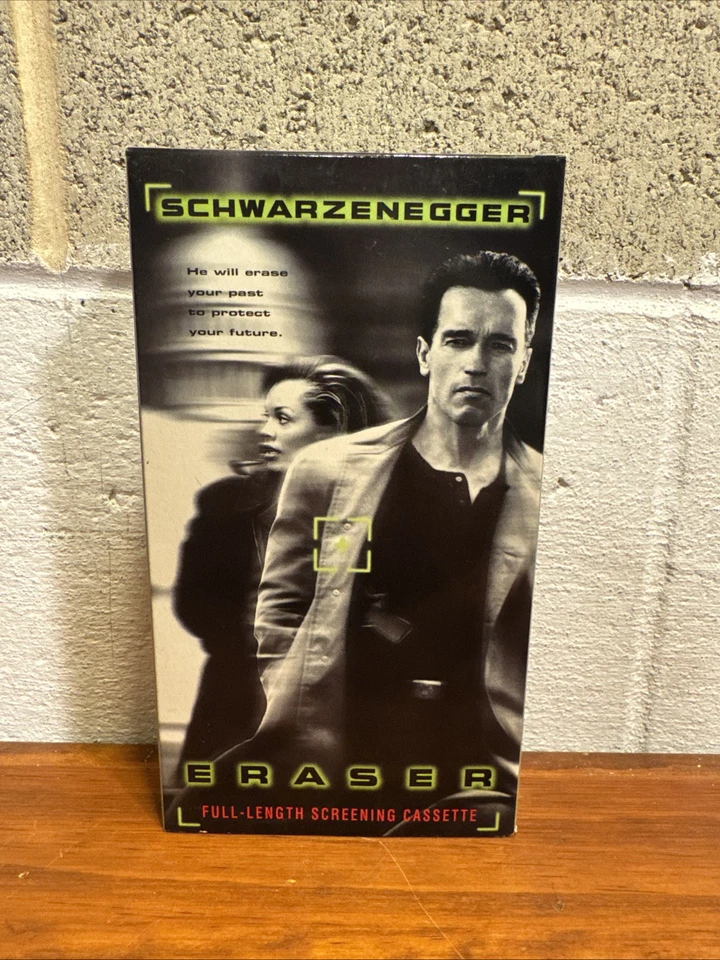 SCHWARZENEGGER
He will erase
your past
to protect
your future.
ERASER
FULL-LENGTH SCREENING CASSETTE